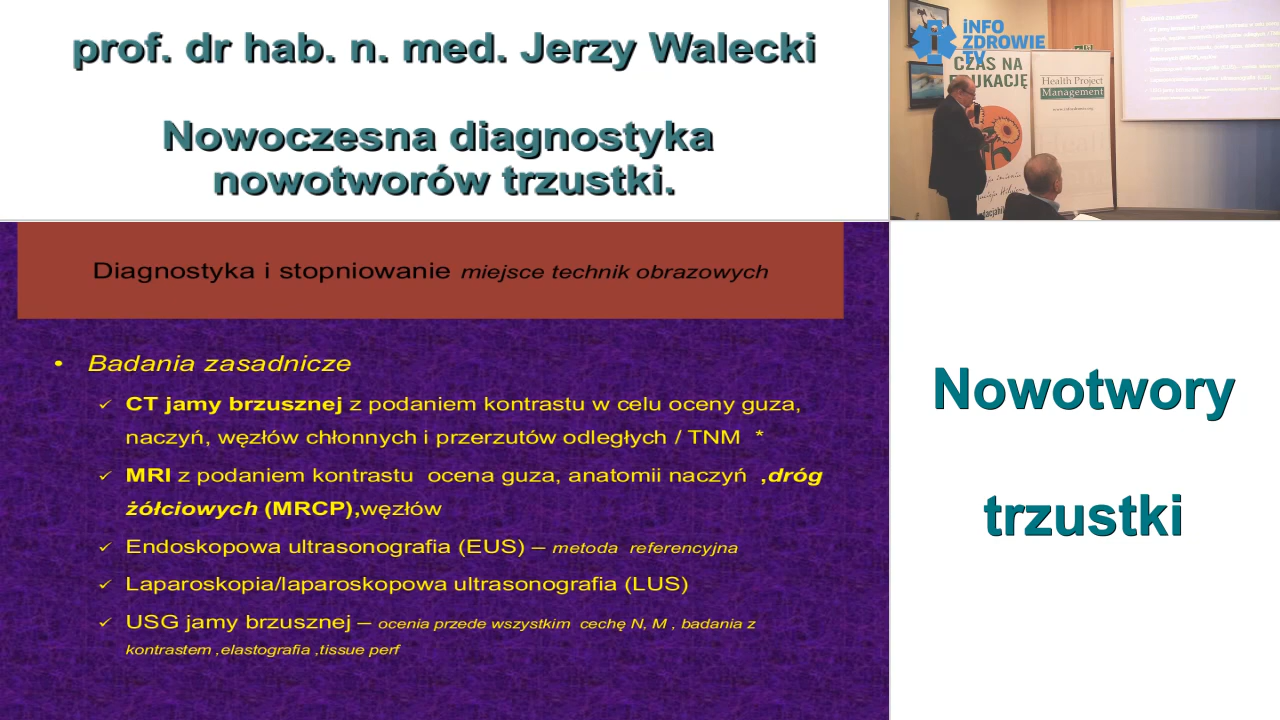 prof. dr hab. n. med. Jerzy Walecki
Nowoczesna diagnostyka
nowotworów trzustki.
iNFO
ZDROWIE
TV
CZAS NA
EDUKACJĘ
Health Project
Management
Diagnostyka i stopniowanie miejsce technik obrazowych
• Badania zasadnicze
✓ CT jamy brzusznej z podaniem kontrastu w celu oceny guza,
naczyń, węzłów chłonnych i przerzutów odległych / TNM *
✓ MRI z podaniem kontrastu ocena guza, anatomii naczyń ,dróg
żółciowych (MRCP),węzłów
✓ Endoskopowa ultrasonografia (EUS) – metoda referencyjna
✓ Laparoskopia/laparoskopowa ultrasonografia (LUS)
✓ USG jamy brzusznej – ocenia przede wszystkim cechę N, M , badania z
kontrastem ,elastografia ,tissue perf
Nowotwory
trzustki